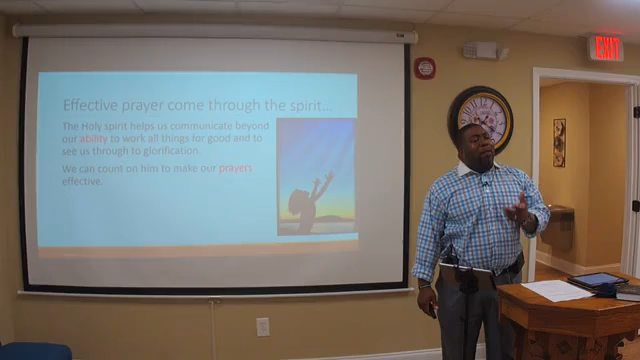 EXIT
Effective prayer come through the spirit...
The Holy spirit helps us communicate beyond
our ability to work all things for good and to
see us through to glorification.
We can count on him to make our prayers
effective.